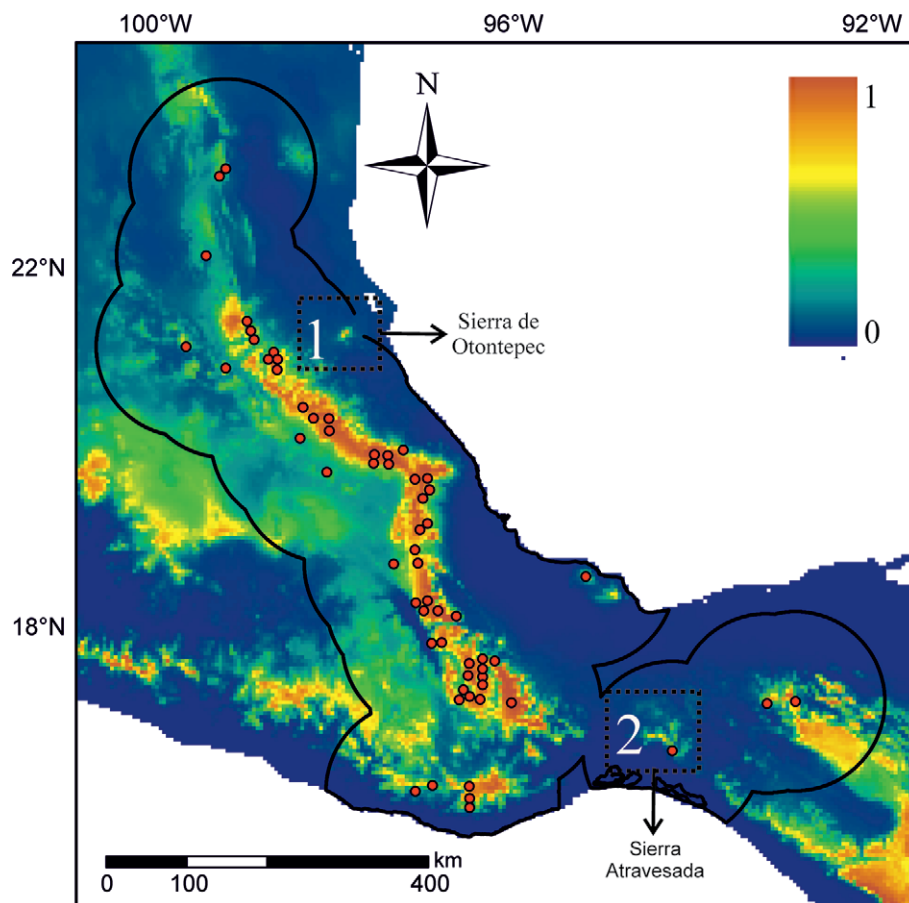 100°W 96°W 92°W
N
1
0
22°N
1
Sierra de
Otontepec
18°N
2
Sierra
Atravesada
km
0 100 400